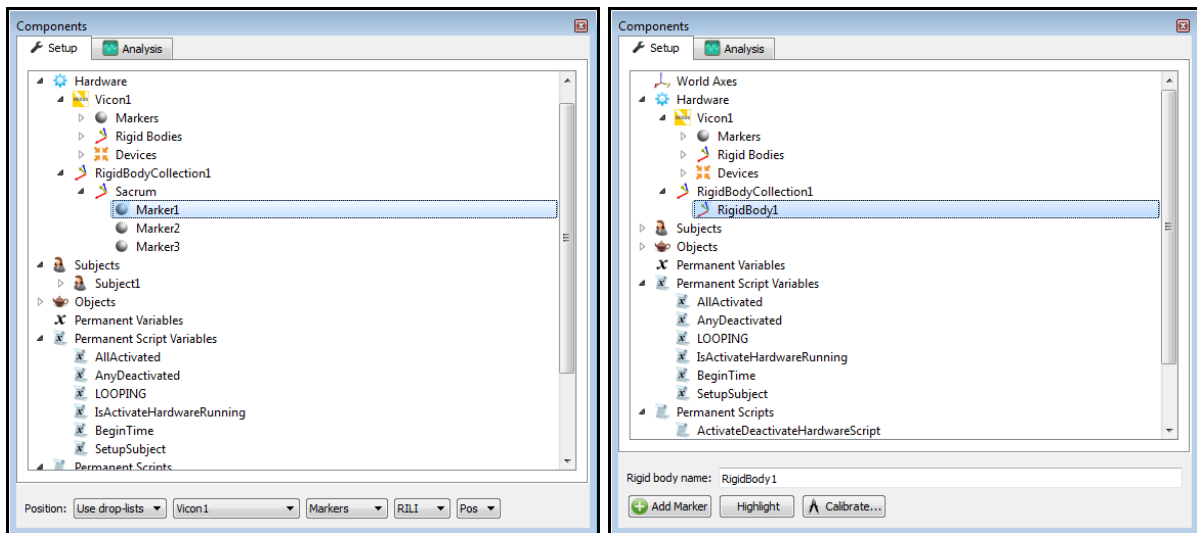 Components
Setup
Analysis
Hardware
Vicon1
Markers
Rigid Bodies
Devices
RigidBodyCollection1
Sacrum
Marker1
Marker2
Marker3
Subjects
Subject1
Objects
Permanent Variables
Permanent Script Variables
AllActivated
AnyDeactivated
LOOPING
IsActivateHardwareRunning
BeginTime
SetupSubject
Permanent Scripts
Position: Use drop-lists Vicon1 Markers RILI Pos
Components
Setup
Analysis
World Axes
Hardware
Vicon1
Markers
Rigid Bodies
Devices
RigidBodyCollection1
RigidBody1
Subjects
Objects
Permanent Variables
Permanent Script Variables
AllActivated
AnyDeactivated
LOOPING
IsActivateHardwareRunning
BeginTime
SetupSubject
Permanent Scripts
ActivateDeactivateHardwareScript
Rigid body name: RigidBody1
Add Marker Highlight Calibrate...